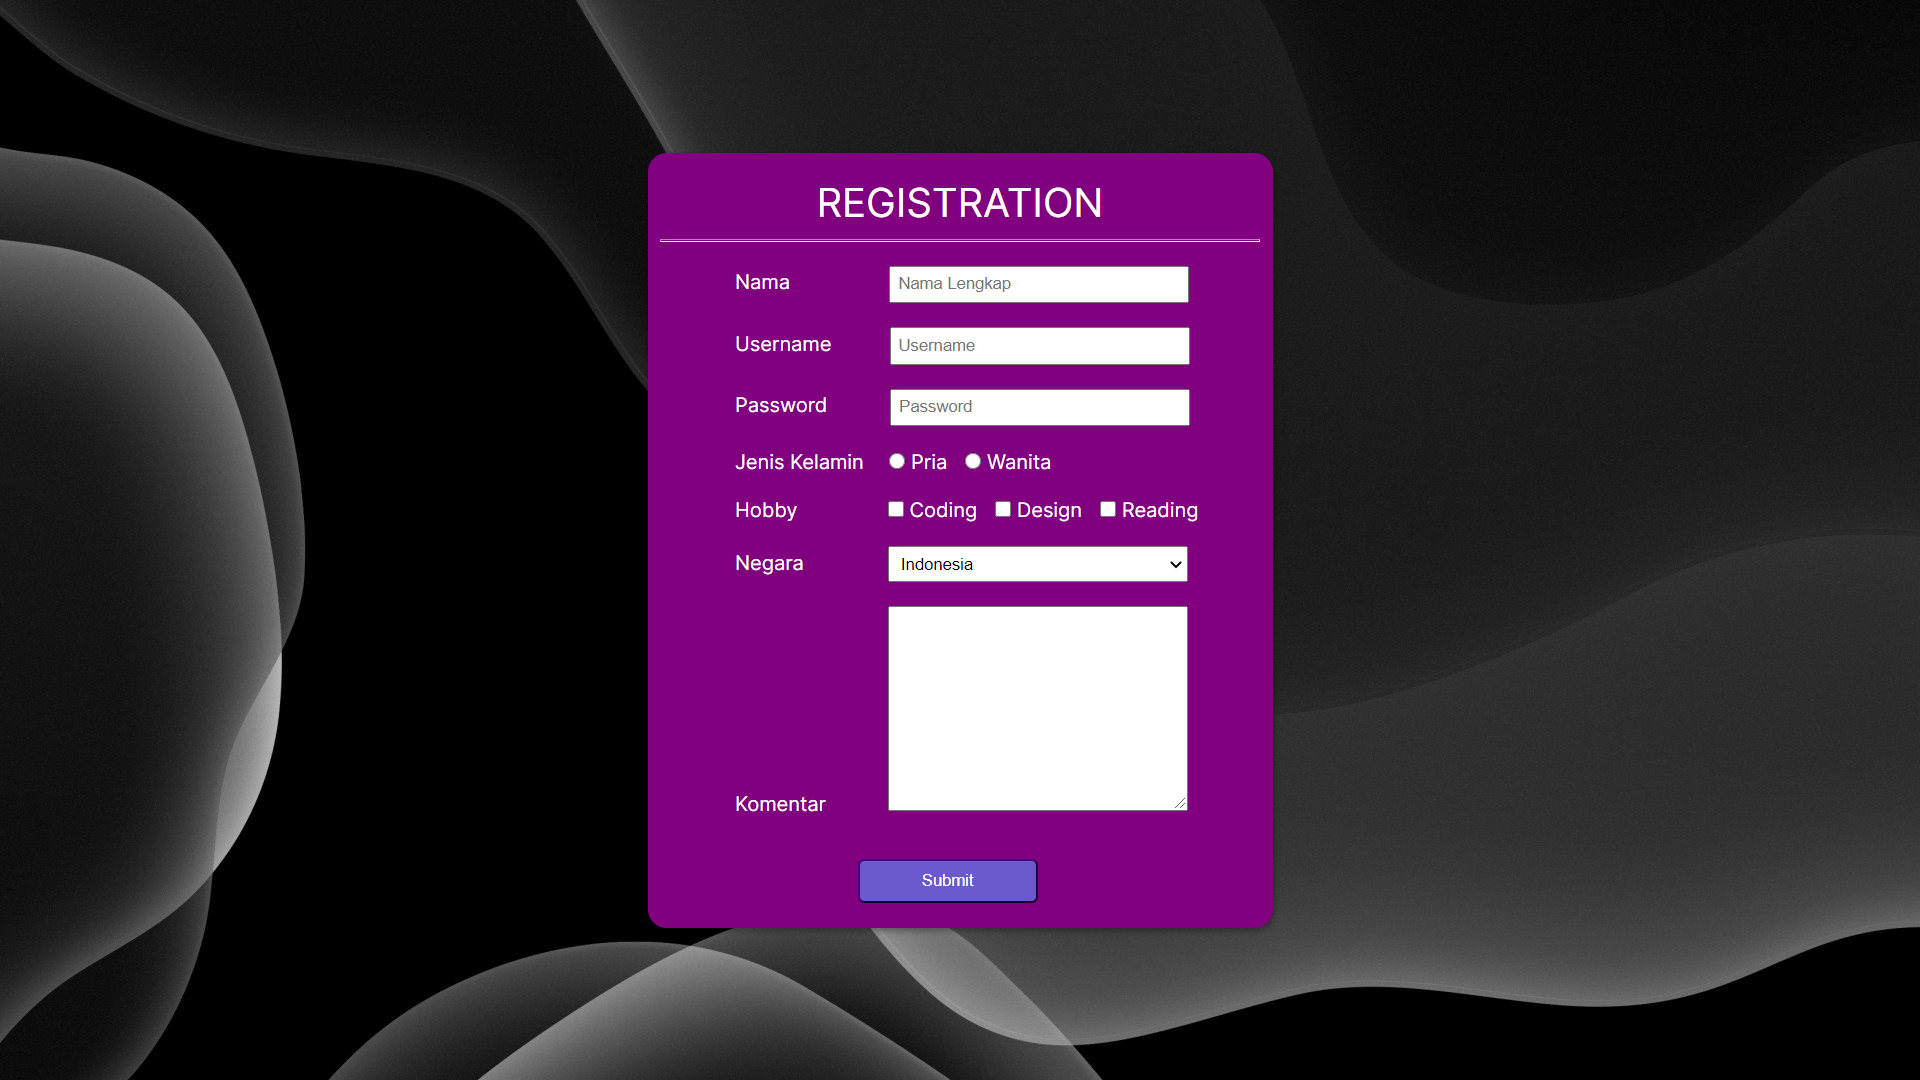 REGISTRATION
Nama Nama Lengkap
Username Username
Password Password
Jenis Kelamin Pria Wanita
Hobby Coding Design Reading
Negara Indonesia
Komentar
Submit